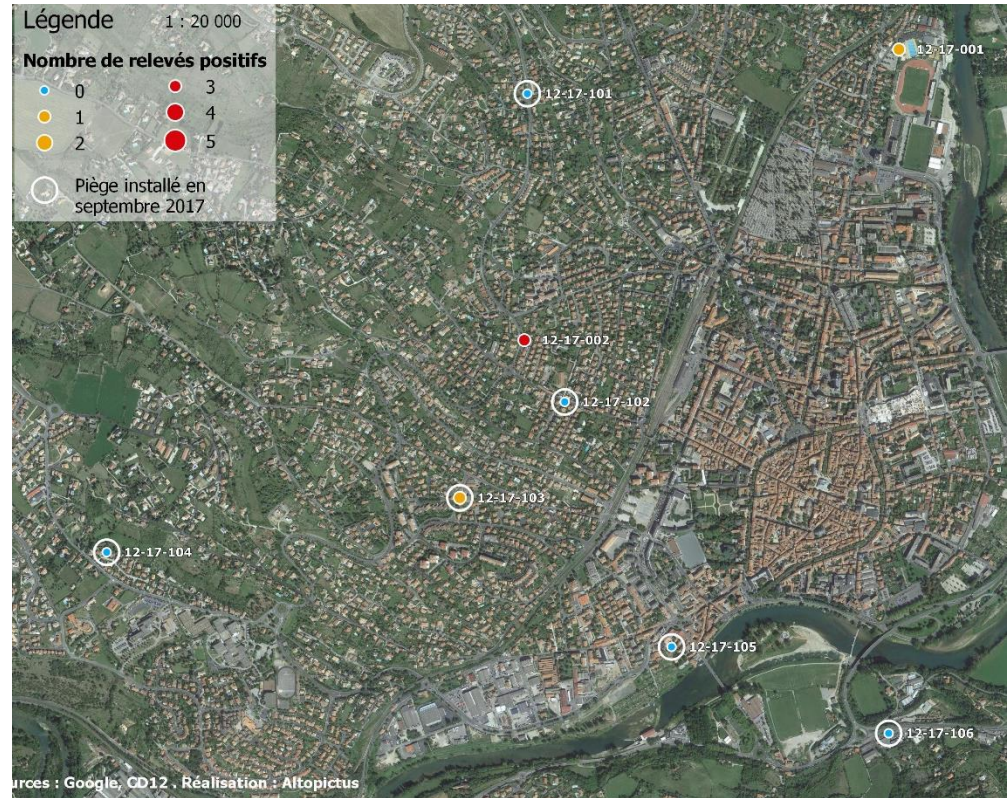 Légende 1 : 20 000
Nombre de relevés positifs
0 3
1 4
2 5
Piège installé en
septembre 2017
12-17-001
12-17-101
12-17-002
12-17-102
12-17-103
12-17-104
12-17-105
12-17-106
urces : Google, CD12 . Réalisation : Altopictus